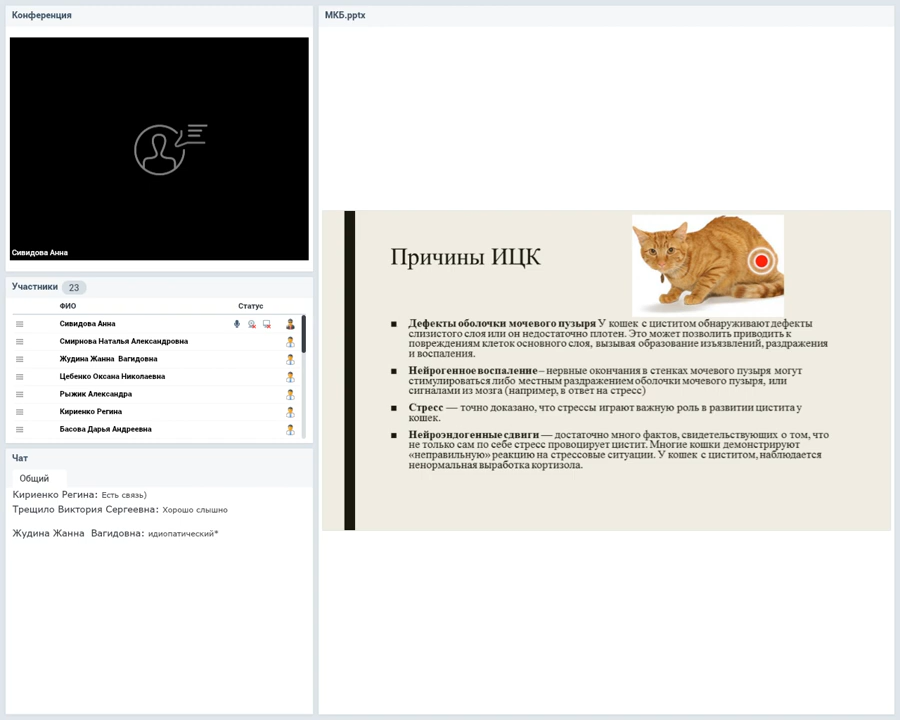 Конференция
Сивидова Анна
Участники 23
ФИО Статус
Сивидова Анна
Смирнова Наталья Александровна
Жудина Жанна Вагидовна
Цебенко Оксана Николаевна
Рыжик Александра
Кириенко Регина
Басова Дарья Андреевна
Чат
Общий
Кириенко Регина: Есть связь)
Трещило Виктория Сергеевна: Хорошо слышно
Жудина Жанна Вагидовна: идиопатический*
МКБ.pptx
Причины ИЦК
■ Дефекты оболочки мочевого пузыря У кошек с циститом обнаруживают дефекты
слизистого слоя или он недостаточно плотен. Это может позволить приводить к
повреждениям клеток основного слоя, вызывая образование изъязвлений, раздражения
и воспаления.
■ Нейрогенное воспаление – нервные окончания в стенках мочевого пузыря могут
стимулироваться либо местным раздражением оболочки мочевого пузыря, или
сигналами из мозга (например, в ответ на стресс)
■ Стресс — точно доказано, что стрессы играют важную роль в развитии цистита у
кошек.
■ Нейроэндогенные сдвиги — достаточно много фактов, свидетельствующих о том, что
не только сам по себе стресс провоцирует цистит. Многие кошки демонстрируют
«неправильную» реакцию на стрессовые ситуации. У кошек с циститом, наблюдается
ненормальная выработка кортизола.